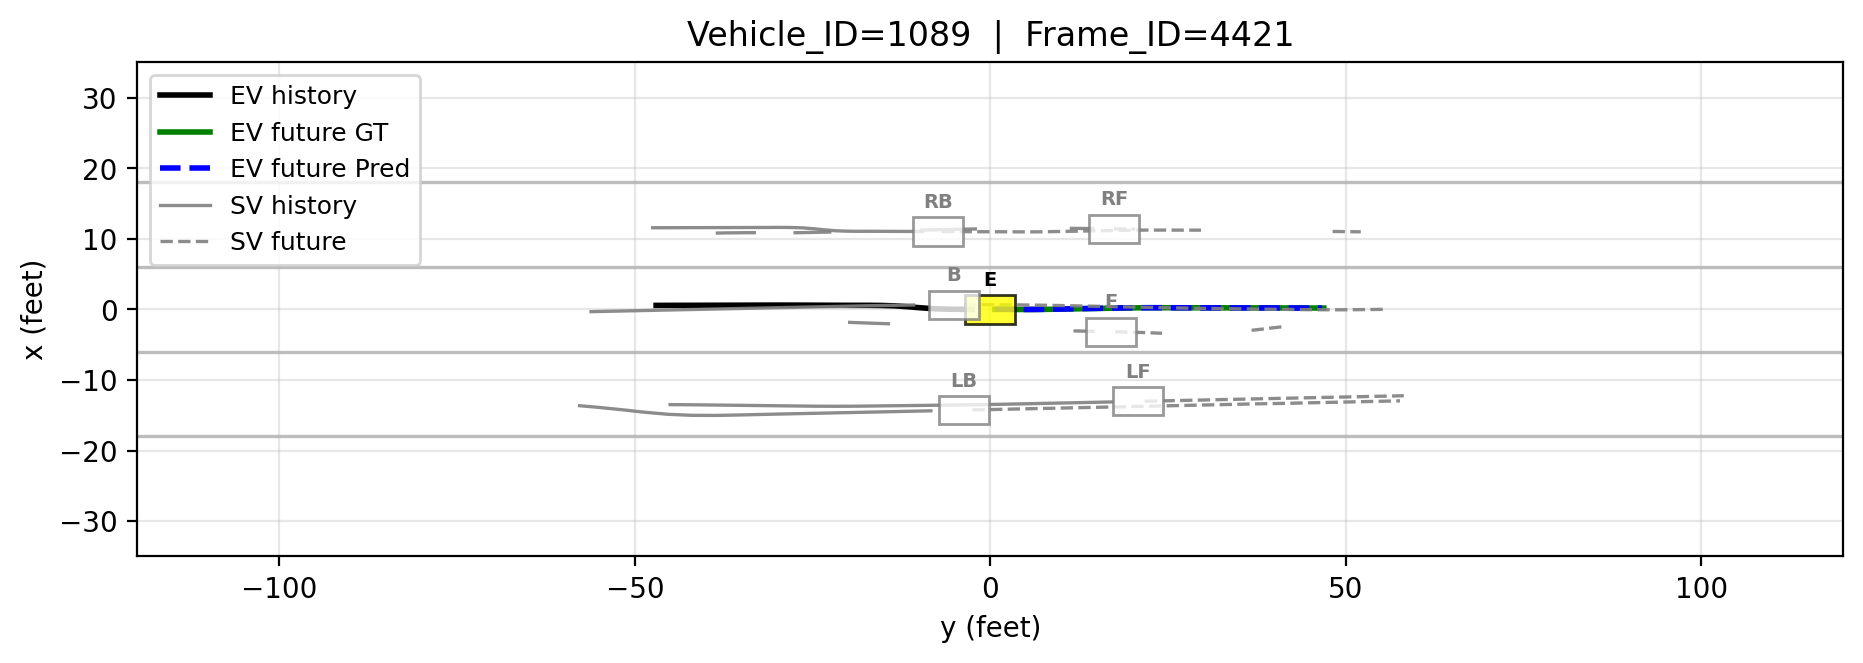 Vehicle_ID=1089 | Frame_ID=4421
EV history
EV future GT
EV future Pred
SV history
SV future
RB
RF
B
E
F
LB
LF
30
20
10
0
−10
−20
−30
x (feet)
−100
−50
0
50
100
y (feet)